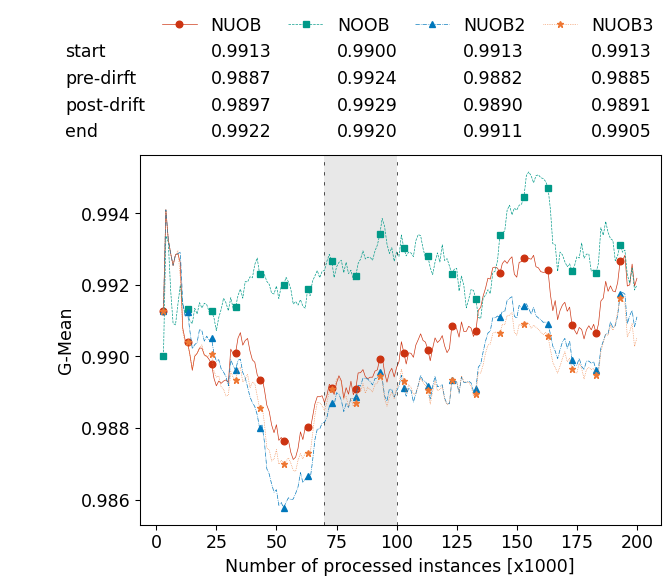 NUOB NOOB NUOB2 NUOB3
start 0.9913 0.9900 0.9913 0.9913
pre-dirft 0.9887 0.9924 0.9882 0.9885
post-drift 0.9897 0.9929 0.9890 0.9891
end 0.9922 0.9920 0.9911 0.9905
0.994
0.992
0.990
0.988
0.986
G-Mean
0 25 50 75 100 125 150 175 200
Number of processed instances [x1000]